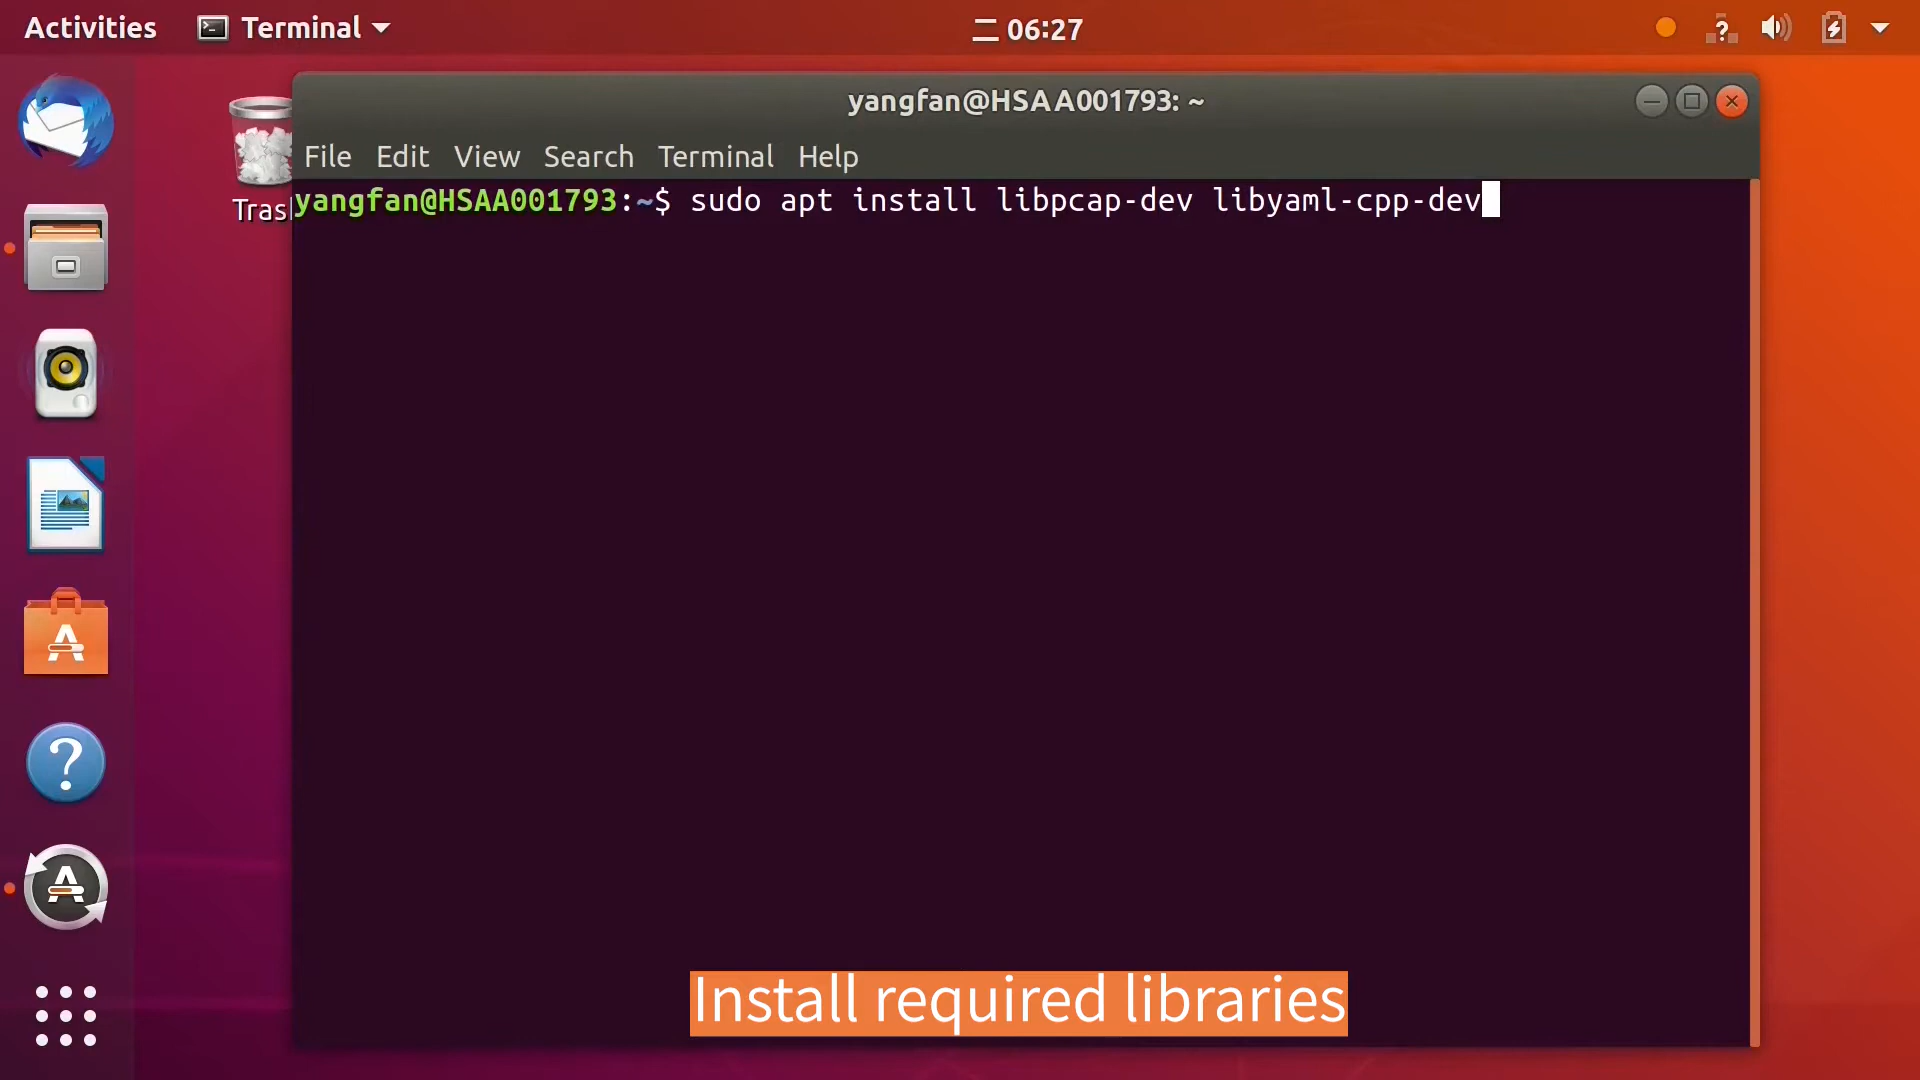 Activities Terminal 二 06:27
yangfan@HSAA001793: ~
File Edit View Search Terminal Help
yangfan@HSAA001793:~$ sudo apt install libpcap-dev libyaml-cpp-dev
Tras
Install required libraries